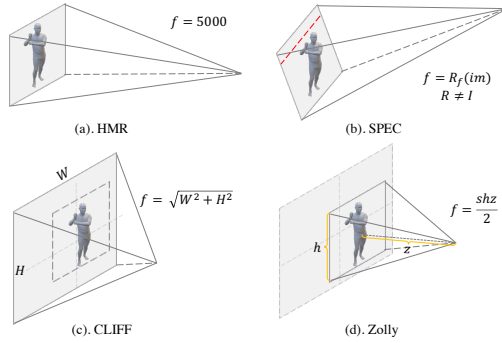 f = 5000
(a). HMR
f = R_f(im)
R ≠ I
(b). SPEC
W
f = √(W² + H²)
H
(c). CLIFF
f = shz/2
h
z
(d). Zolly